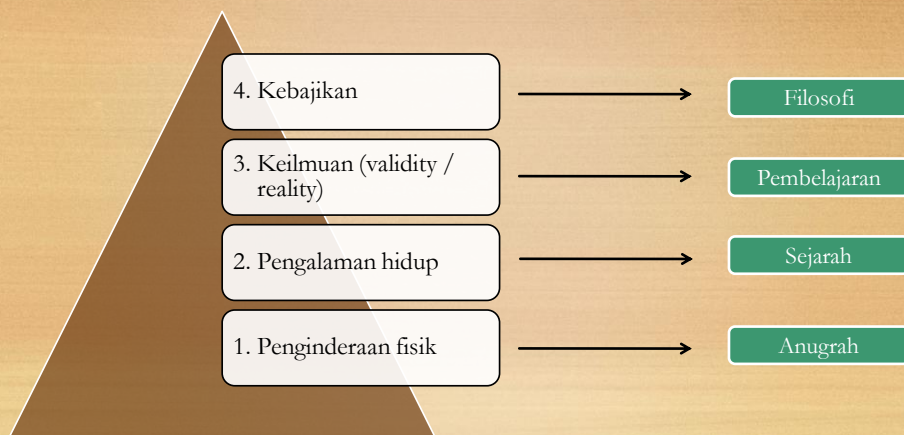 4. Kebajikan
Filosofi
3. Keilmuan (validity /
reality)
Pembelajaran
2. Pengalaman hidup
Sejarah
1. Penginderaan fisik
Anugrah